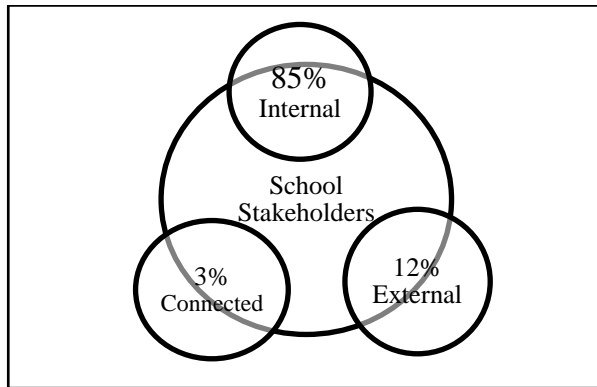 85%
Internal
School
Stakeholders
3%
Connected
12%
External